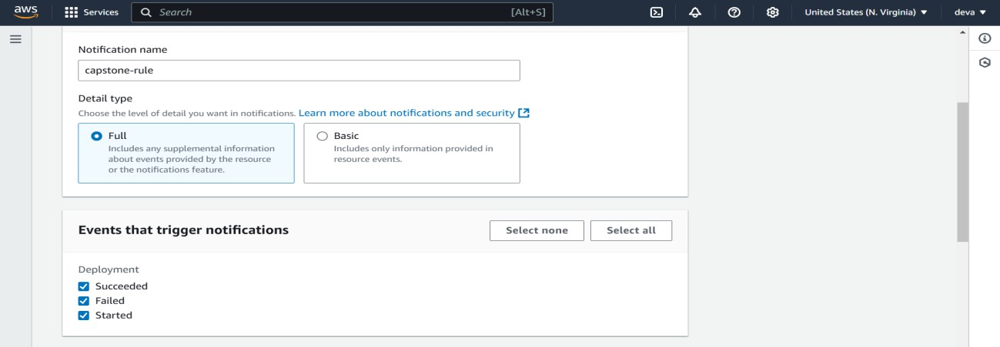 aws Services Search [Alt+S] United States (N. Virginia) deva
Notification name
capstone-rule
Detail type
Choose the level of detail you want in notifications. Learn more about notifications and security
Full
Includes any supplemental information
about events provided by the resource
or the notifications feature.
Basic
Includes only information provided in
resource events.
Events that trigger notifications
Select none
Select all
Deployment
Succeeded
Failed
Started